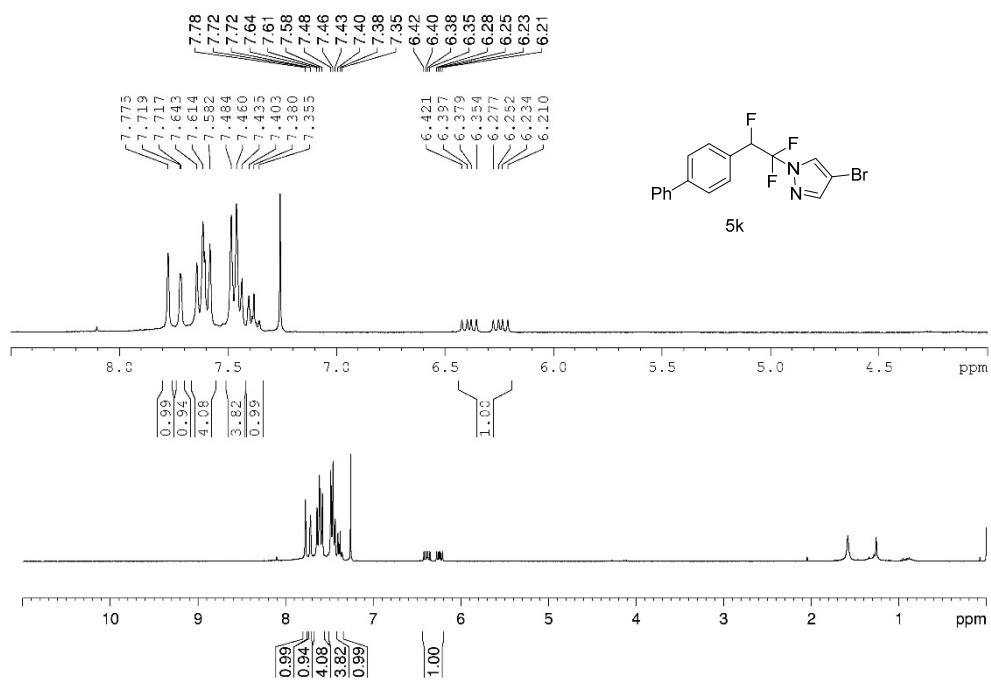 7.78 7.72 7.72 7.64 7.61 7.58 7.48 7.46 7.43 7.40 7.38 7.35 6.42 6.40 6.38 6.35 6.28 6.25 6.23 6.21
7.775 7.719 7.717 7.643 7.614 7.582 7.484 7.460 7.435 7.403 7.380 7.355 6.421 6.397 6.379 6.354 6.277 6.252 6.234 6.210
F
F
N
Br
F
N
Ph
5k
8.0 7.5 7.0 6.5 6.0 5.5 5.0 4.5 ppm
0.99 0.94 4.08 3.82 0.99 1.00
10 9 8 7 6 5 4 3 2 1 ppm
0.99 0.94 4.08 3.82 0.99 1.00